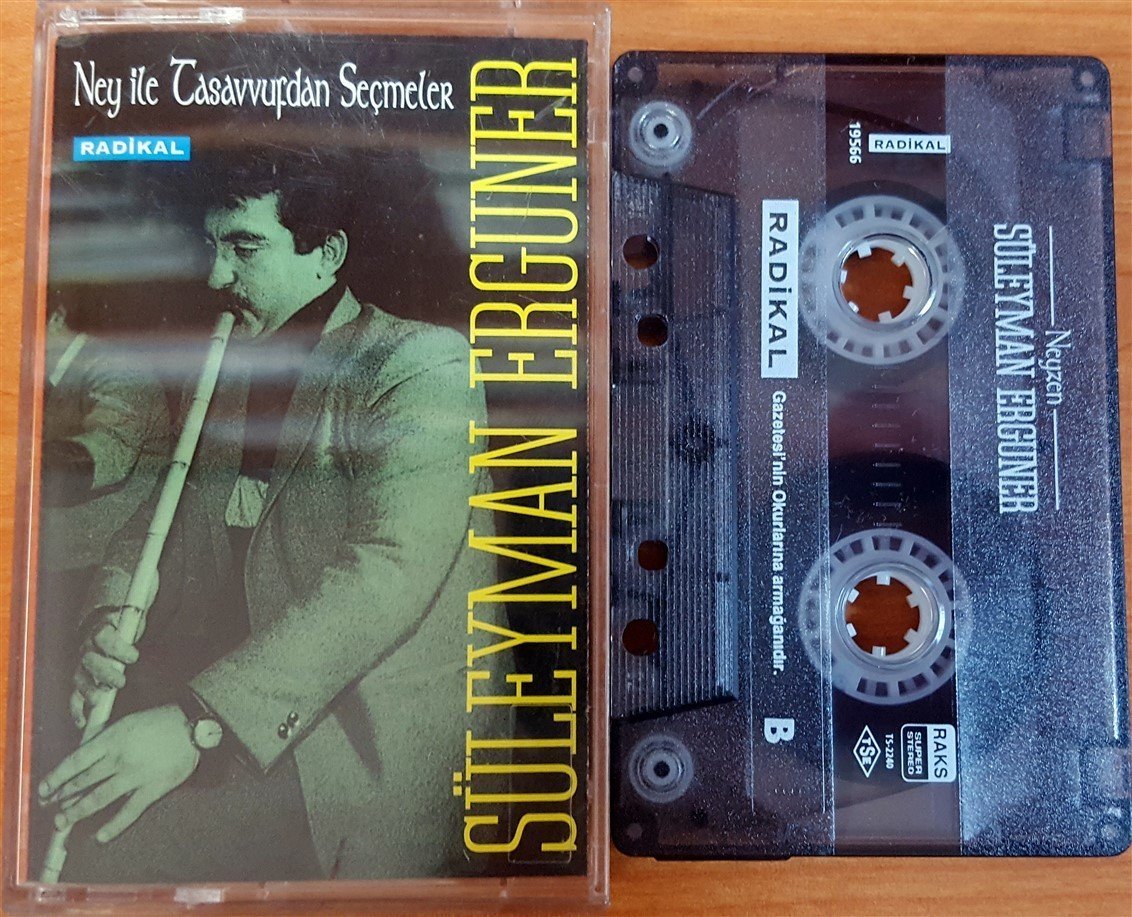 Ney ile Tasavvufdan Seçmeler
RADİKAL
SÜLEYMAN ERGUNER
RADİKAL
19566
Neyzen
SÜLEYMAN ERGUNER
RADİKAL
Gazetesi'nin Okurlarına armağanıdır.
B
RAKS
SUPER
STEREO
TS-2240
TSE